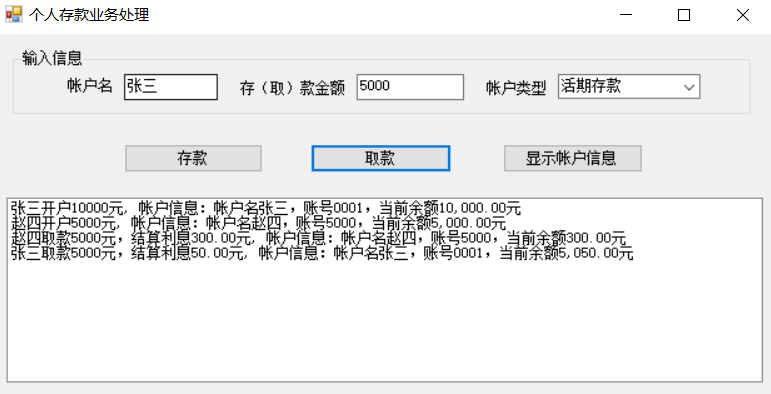 个人存款业务处理
输入信息
帐户名 张三 存（取）款金额 5000 帐户类型 活期存款
存款 取款 显示帐户信息
张三开户10000元, 帐户信息: 帐户名张三，账号0001，当前余额10,000.00元
赵四开户5000元, 帐户信息: 帐户名赵四，账号5000，当前余额5,000.00元
赵四取款5000元，结算利息300.00元, 帐户信息: 帐户名赵四，账号5000，当前余额300.00元
张三取款5000元，结算利息50.00元, 帐户信息: 帐户名张三，账号0001，当前余额5,050.00元